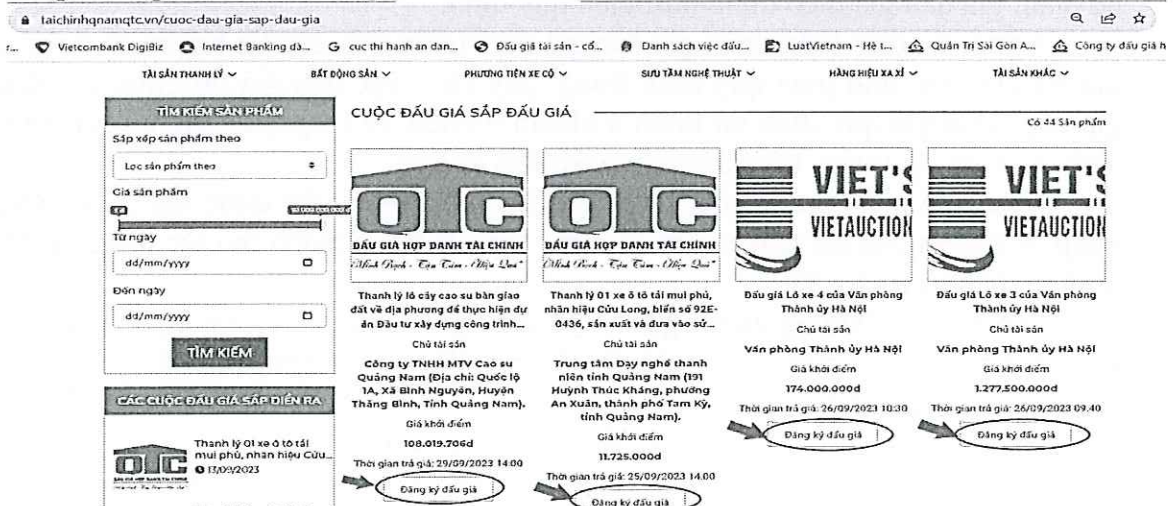 taichinhqnamqtc.vn/cuoc-dau-gia-sap-dau-gia
Vietcombank DigiBiz
Internet Banking dà...
cuc thi hanh an dan...
Đấu giá tài sản - cổ...
Danh sách việc đấu...
LuatVietnam - Hệ t...
Quản Trị Sài Gòn A...
Công ty đấu giá h
TÀI SẢN THANH LÝ
BẤT ĐỘNG SẢN
PHƯƠNG TIỆN XE CỘ
SƯU TẦM NGHỆ THUẬT
HÀNG HIỆU XA XỈ
TÀI SẢN KHÁC
TÌM KIẾM SẢN PHẨM
Sắp xếp sản phẩm theo
Lọc sản phẩm theo
Giá sản phẩm
Từ ngày
dd/mm/yyyy
Đến ngày
dd/mm/yyyy
TÌM KIẾM
CÁC CUỘC ĐẤU GIÁ SẮP DIỄN RA
Thanh lý 01 xe ô tô tải
mui phủ, nhãn hiệu Cửu...
13/09/2023
CUỘC ĐẤU GIÁ SẮP ĐẤU GIÁ
Có 44 Sản phẩm
QTC
ĐẤU GIÁ HỢP DANH TÀI CHÍNH
Thanh lý lô cây cao su bàn giao
đất về địa phương để thực hiện dự
án Đầu tư xây dựng công trình...
Chủ tài sản
Công ty TNHH MTV Cao su
Quảng Nam (Địa chỉ: Quốc lộ
1A, Xã Bình Nguyên, Huyện
Thăng Bình, Tỉnh Quảng Nam).
Giá khởi điểm
108.019.706đ
Thời gian trả giá: 29/09/2023 14:00
Đăng ký đấu giá
QTC
ĐẤU GIÁ HỢP DANH TÀI CHÍNH
Thanh lý 01 xe ô tô tải mui phủ,
nhãn hiệu Cửu Long, biển số 92E-
0436, sản xuất và đưa vào sử...
Chủ tài sản
Trung tâm Dạy nghề thanh
niên tỉnh Quảng Nam (191
Huỳnh Thúc Kháng, phường
An Xuân, thành phố Tam Kỳ,
tỉnh Quảng Nam).
Giá khởi điểm
11.725.000đ
Thời gian trả giá: 25/09/2023 14:00
Đăng ký đấu giá
VIET'S
VIETAUCTION
Đấu giá Lô xe 4 của Văn phòng
Thành ủy Hà Nội
Chủ tài sản
Văn phòng Thành ủy Hà Nội
Giá khởi điểm
174.000.000đ
Thời gian trả giá: 26/09/2023 10:30
Đăng ký đấu giá
VIET'S
VIETAUCTION
Đấu giá Lô xe 3 của Văn phòng
Thành ủy Hà Nội
Chủ tài sản
Văn phòng Thành ủy Hà Nội
Giá khởi điểm
1.277.500.000đ
Thời gian trả giá: 26/09/2023 09:40
Đăng ký đấu giá